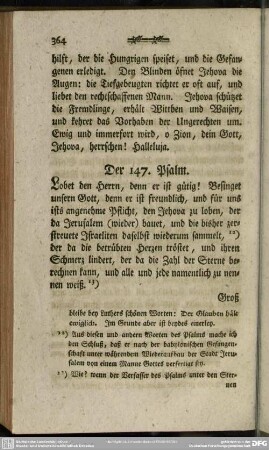 364
hilft, der die Hungrigen speiset, und die Gefan-
genen erledigt. Den Blinden öfnet Jehova die
Augen: die Tiefgebeugten richter er oft auf, und
liebet den rechtschaffenen Mann. Jehova schützet
die Fremdlinge, erhält Witben und Waisen,
und kehret das Vorhaben der Ungerechten um.
Ewig und immerfort wird, o Zion, dein Gott,
Jehova, herrschen! Halleluja.
Der 147. Psalm.
Lobet den Herrn, denn er ist gütig! Besinget
unsern Gott, denn er ist freundlich, und für uns
ists angenehme Pflicht, den Jehova zu loben, der
da Jerusalem (wieder) bauet, und die bisher zer-
streuete Israeliten daselbst wiederum sammelt, ¹²)
der da die betrübten Herzen tröstet, und ihren
Schmerz lindert, der da die Zahl der Sterne be-
rechnen kann, und alle und jede namentlich zu nen-
nen weiß. ¹³)
Groß
bleibe bey Luthers schönen Worten: Der Glauben hält
ewiglich. Im Grunde aber ist beydes einerley.
¹²) Aus diesen und andern Worten des Psalms mache ich
den Schluß, daß er nach der babylonischen Gefangen-
schaft unter währendem Wiederaufbau der Stadt Jeru-
salem von einem Manne Gottes verfertigt sey.
¹³) Wie? wenn der Verfasser des Psalms unter den Ster-
nen